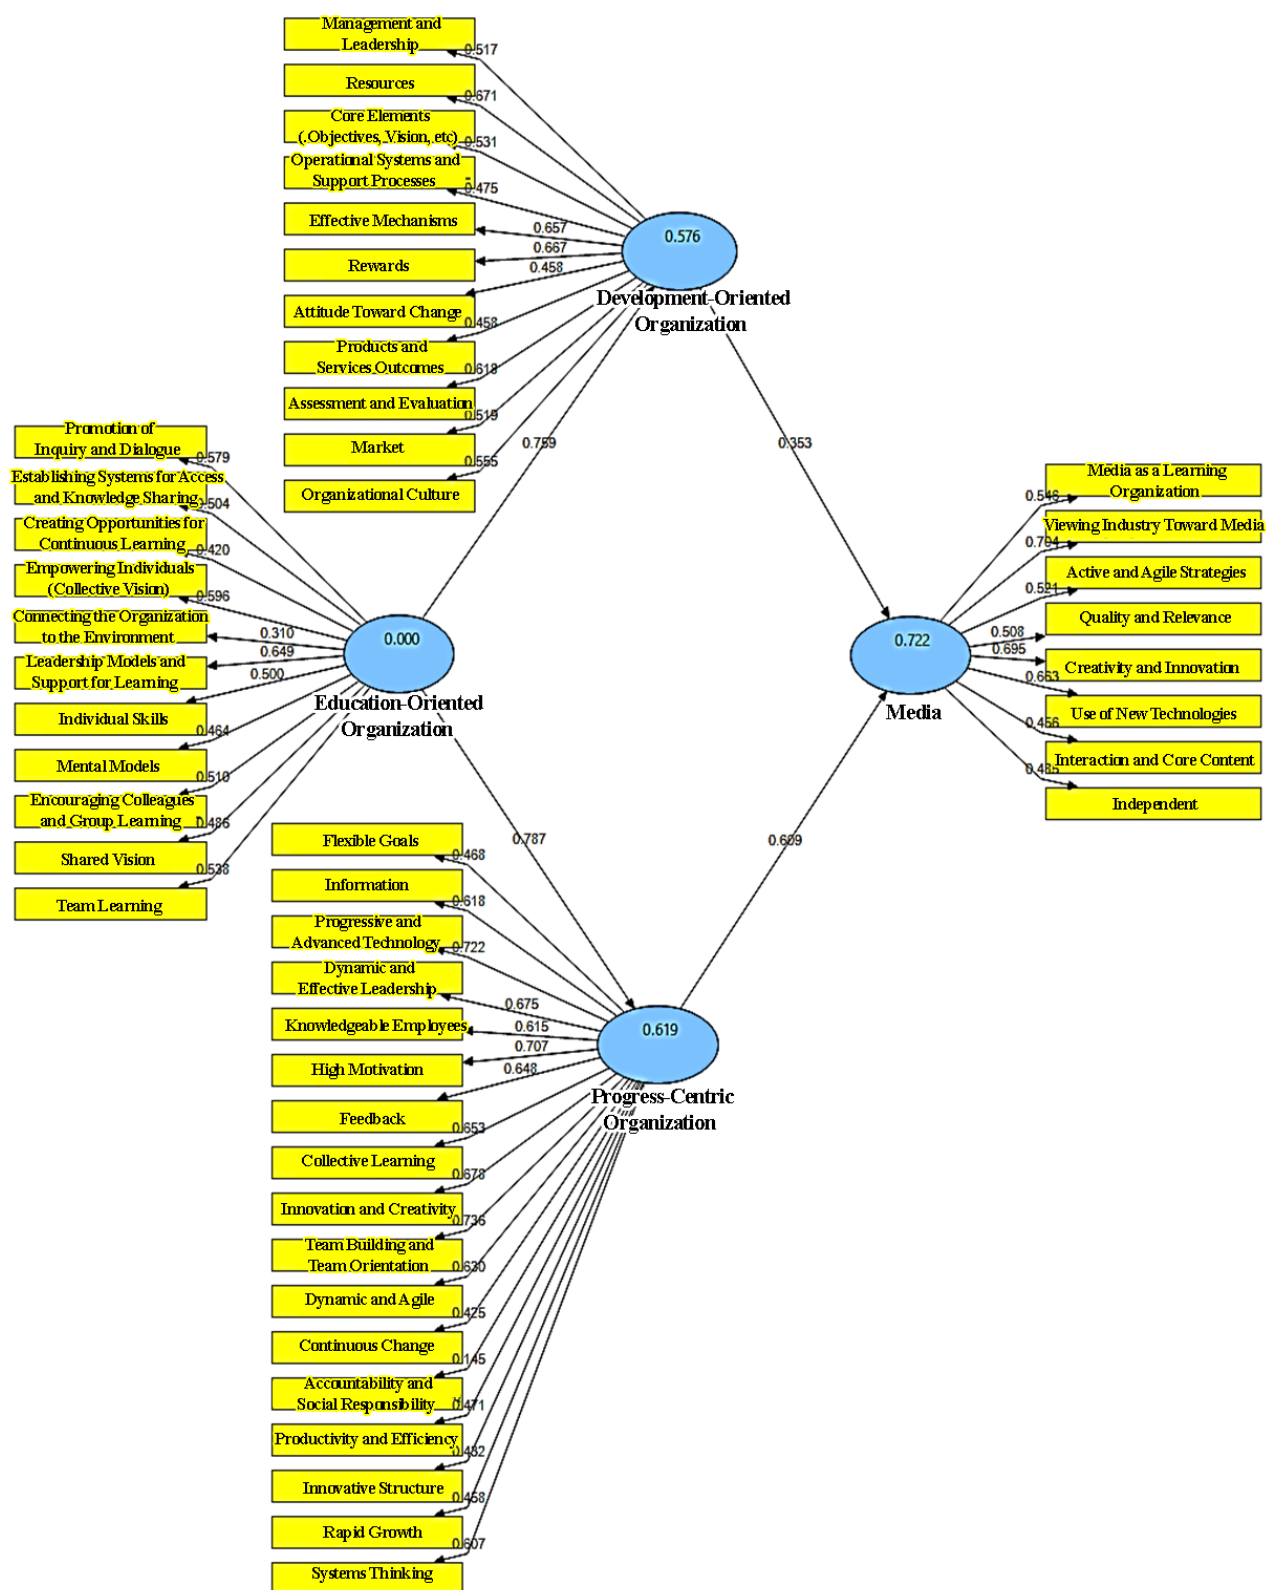 Management and
Leadership
0.517
Resources
0.671
Core Elements
(.Objectives, Vision, etc)
0.531
Operational Systems and
Support Processes
0.475
Effective Mechanisms
0.657
0.667
Rewards
0.458
Attitude Toward Change
0.458
Products and
Services Outcomes
0.618
Assessment and Evaluation
0.519
Market
0.555
Organizational Culture
0.576
Development-Oriented
Organization
0.759
0.353
Promotion of
Inquiry and Dialogue
0.579
Establishing Systems for Access
and Knowledge Sharing
0.504
Creating Opportunities for
Continuous Learning
0.420
Empowering Individuals
(Collective Vision)
0.596
Connecting the Organization
to the Environment
0.310
0.649
Leadership Models and
Support for Learning
0.500
Individual Skills
0.464
Mental Models
0.510
Encouraging Colleagues
and Group Learning
0.486
Shared Vision
0.538
Team Learning
0.000
Education-Oriented
Organization
0.787
0.609
Media as a Learning
Organization
0.546
Viewing Industry Toward Media
0.704
Active and Agile Strategies
0.521
Quality and Relevance
0.508
0.695
Creativity and Innovation
0.663
Use of New Technologies
0.456
Interaction and Core Content
0.485
Independent
0.722
Media
Flexible Goals
0.468
Information
0.618
Progressive and
Advanced Technology
0.722
Dynamic and
Effective Leadership
0.675
Knowledgeable Employees
0.615
0.707
High Motivation
0.648
Feedback
0.653
Collective Learning
0.678
Innovation and Creativity
0.736
Team Building and
Team Orientation
0.630
Dynamic and Agile
0.425
Continuous Change
0.145
Accountability and
Social Responsibility
0.471
Productivity and Efficiency
0.482
Innovative Structure
0.458
Rapid Growth
0.607
Systems Thinking
0.619
Progress-Centric
Organization